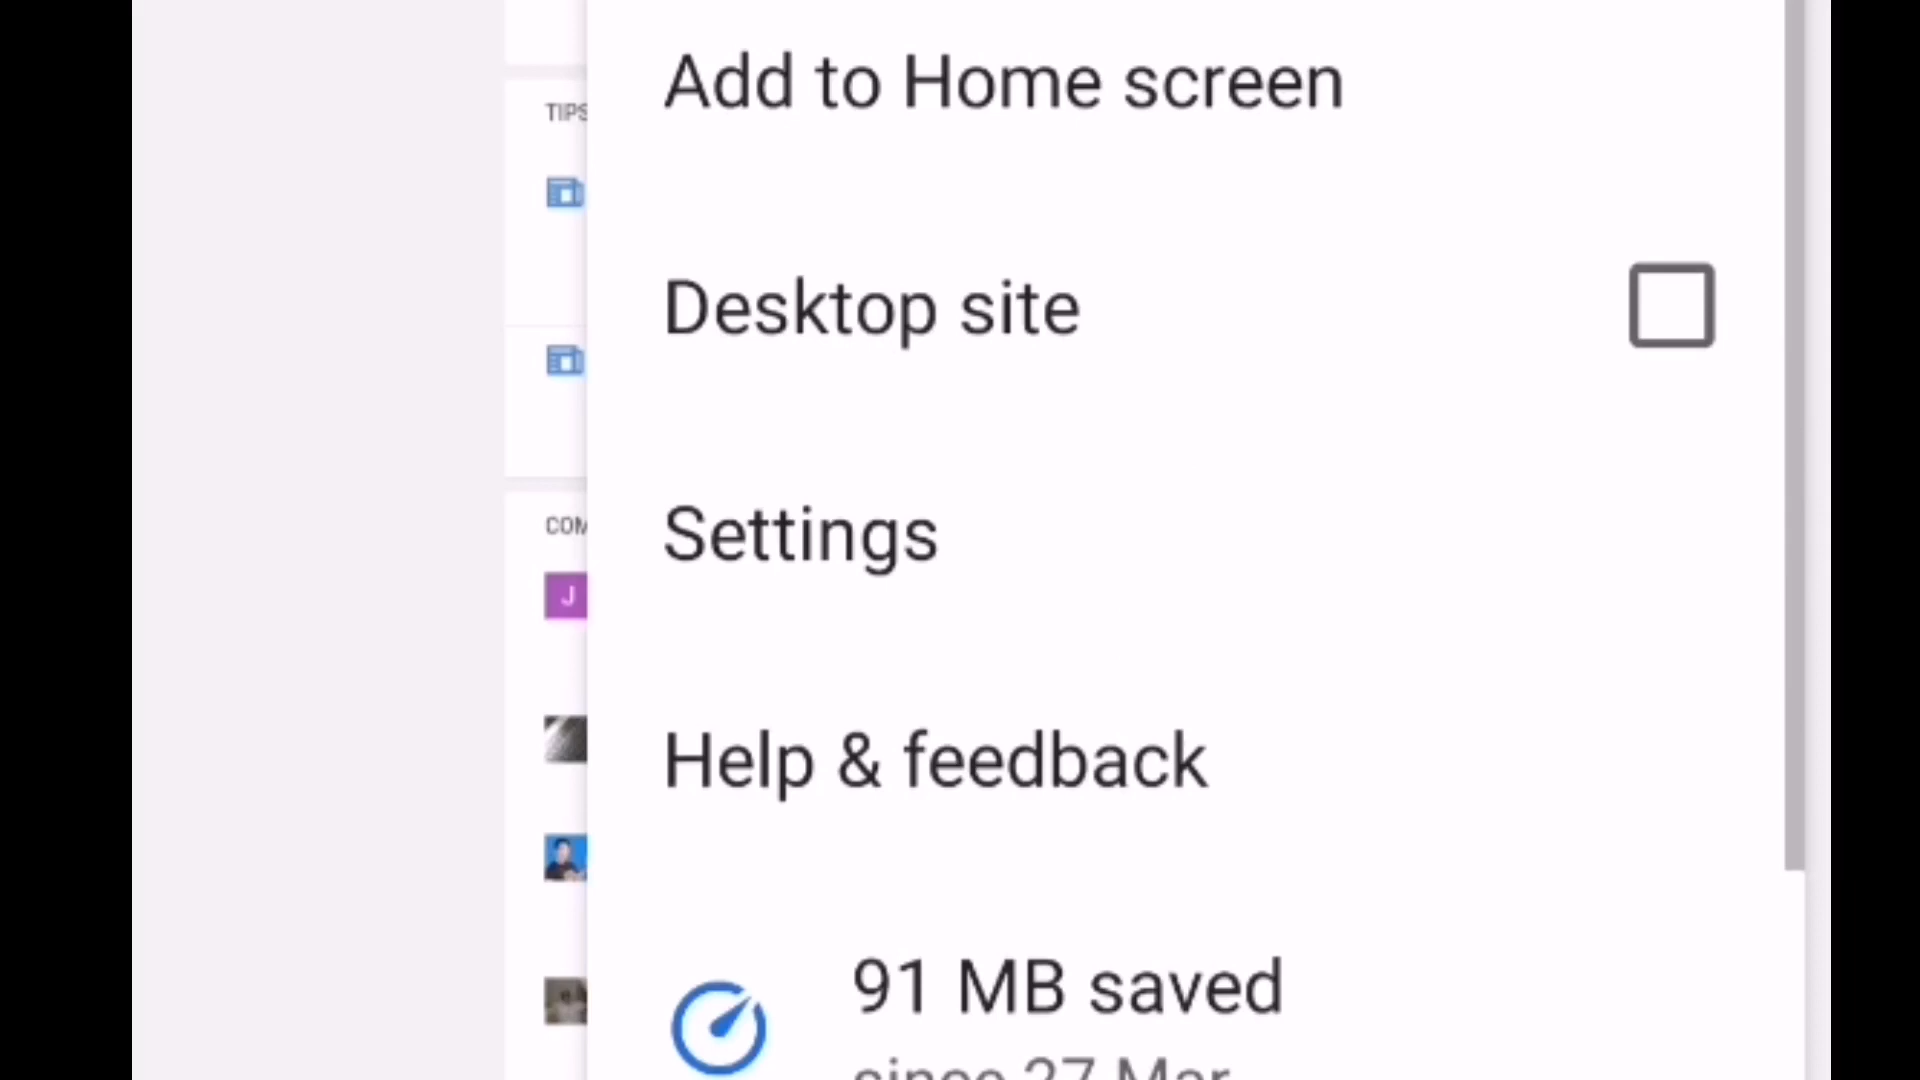 Add to Home screen
TIPS
Desktop site
Settings
COM
J
Help & feedback
91 MB saved
since 27 Mar